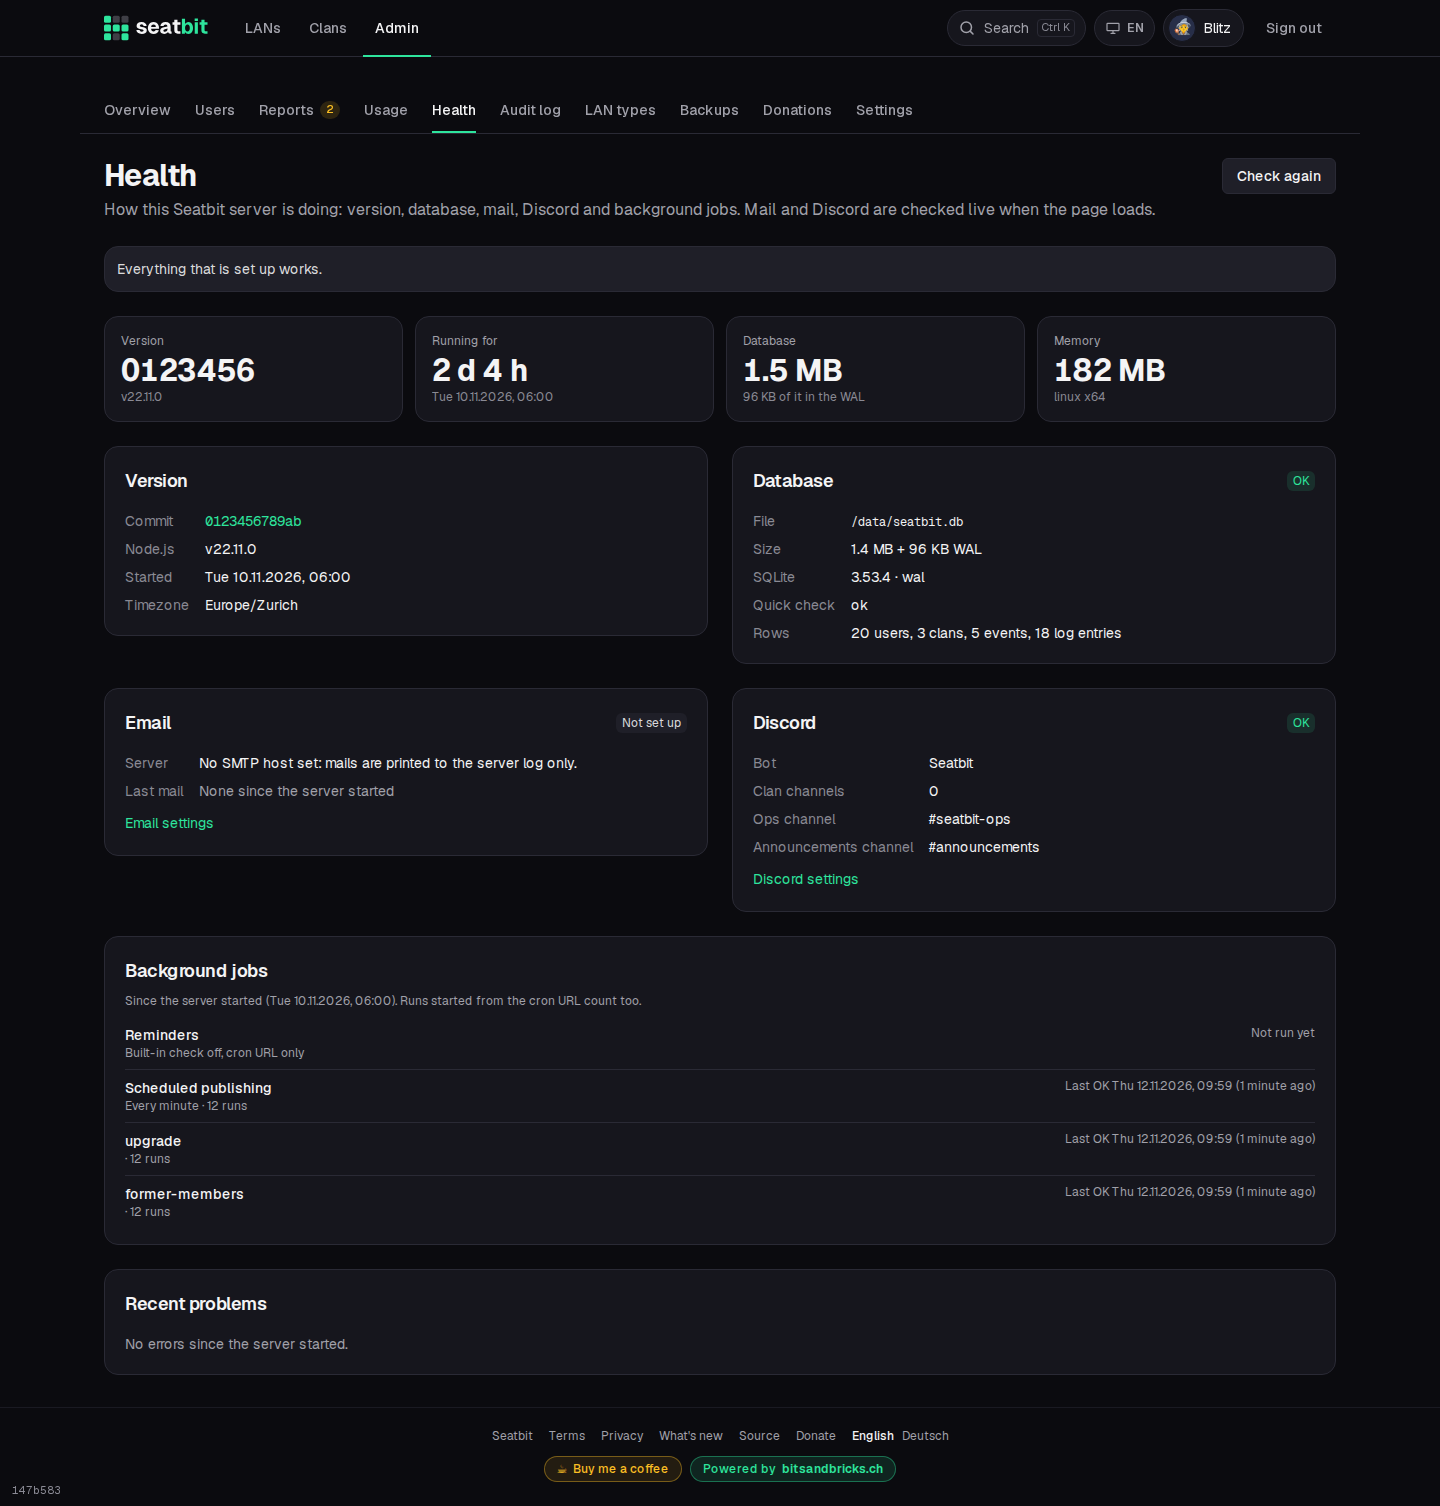 seatbit LANs Clans Admin Search Ctrl K EN Blitz Sign out
Overview Users Reports 2 Usage Health Audit log LAN types Backups Donations Settings
Health
Check again
How this Seatbit server is doing: version, database, mail, Discord and background jobs. Mail and Discord are checked live when the page loads.
Everything that is set up works.
Version
0123456
v22.11.0
Running for
2 d 4 h
Tue 10.11.2026, 06:00
Database
1.5 MB
96 KB of it in the WAL
Memory
182 MB
linux x64
Version
Commit 0123456789ab
Node.js v22.11.0
Started Tue 10.11.2026, 06:00
Timezone Europe/Zurich
Database OK
File /data/seatbit.db
Size 1.4 MB + 96 KB WAL
SQLite 3.53.4 · wal
Quick check ok
Rows 20 users, 3 clans, 5 events, 18 log entries
Email Not set up
Server No SMTP host set: mails are printed to the server log only.
Last mail None since the server started
Email settings
Discord OK
Bot Seatbit
Clan channels 0
Ops channel #seatbit-ops
Announcements channel #announcements
Discord settings
Background jobs
Since the server started (Tue 10.11.2026, 06:00). Runs started from the cron URL count too.
Reminders Not run yet
Built-in check off, cron URL only
Scheduled publishing Last OK Thu 12.11.2026, 09:59 (1 minute ago)
Every minute · 12 runs
upgrade Last OK Thu 12.11.2026, 09:59 (1 minute ago)
· 12 runs
former-members Last OK Thu 12.11.2026, 09:59 (1 minute ago)
· 12 runs
Recent problems
No errors since the server started.
Seatbit Terms Privacy What's new Source Donate English Deutsch
Buy me a coffee Powered by bitsandbricks.ch
147b583